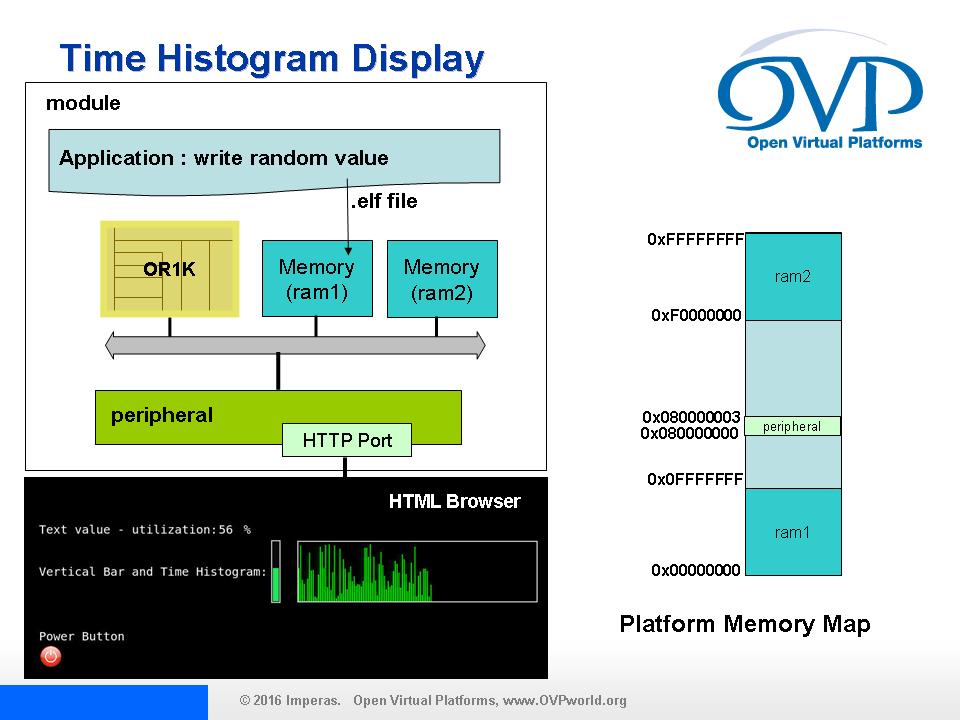 Time Histogram Display
OVP
Open Virtual Platforms
module
Application : write random value
.elf file
OR1K
Memory
(ram1)
Memory
(ram2)
peripheral
HTTP Port
HTML Browser
Text value - utilization:56 %
Vertical Bar and Time Histogram:
Power Button
0xFFFFFFFF
ram2
0xF0000000
0x080000003
peripheral
0x080000000
0x0FFFFFFF
ram1
0x00000000
Platform Memory Map
© 2016 Imperas. Open Virtual Platforms, www.OVPworld.org